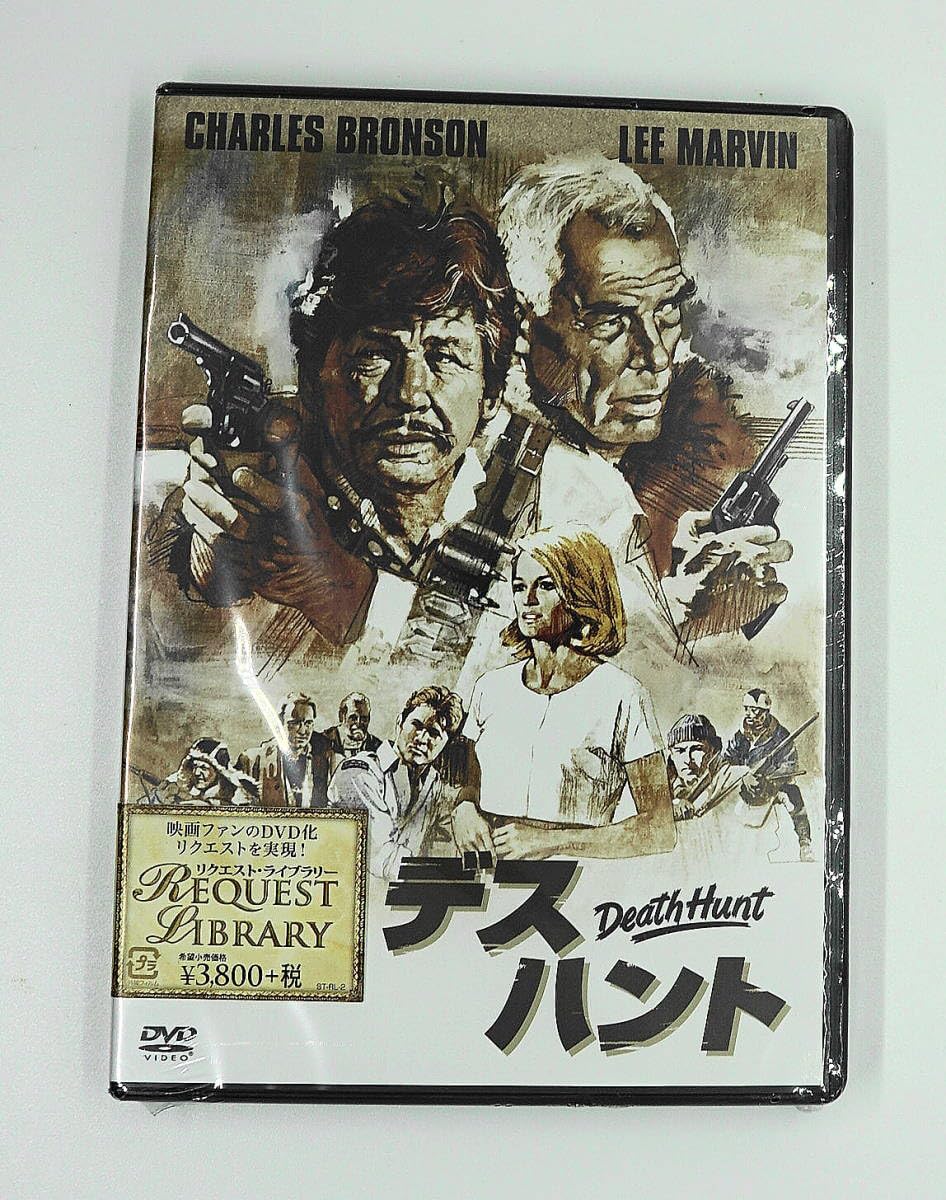 CHARLES BRONSON
LEE MARVIN
映画ファンのDVD化
リクエストを実現！
リクエスト・ライブラリー
REQUEST
LIBRARY
希望小売価格
¥3,800+税
プラ
ST-RL-2
デス
Death Hunt
ハント
DVD
VIDEO